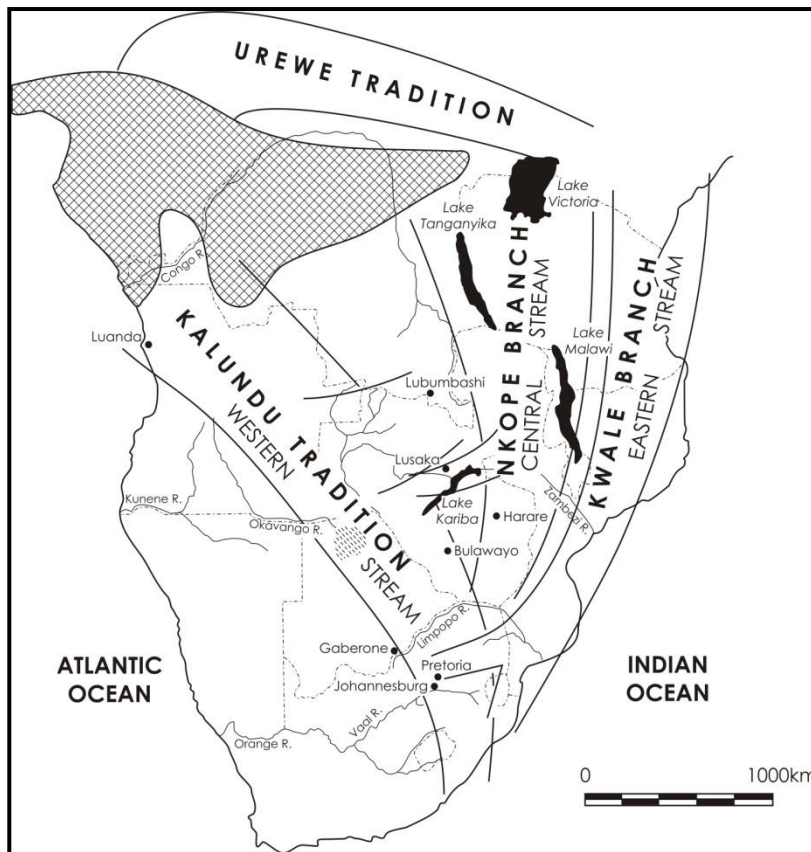 UREWE TRADITION
Lake
Victoria
Lake
Tanganyika
Congo R.
Luanda
KALUNDU TRADITION
WESTERN
STREAM
NKOPE BRANCH
CENTRAL
STREAM
Lake
Malawi
KWALE BRANCH
EASTERN
STREAM
Lubumbashi
Lusaka
Lake
Kariba
Zambezi R.
Harare
Kunene R.
Okavango R.
Bulawayo
Limpopo R.
Gaberone
Pretoria
Johannesburg
ATLANTIC
OCEAN
INDIAN
OCEAN
Vaal R.
Orange R.
0
1000km